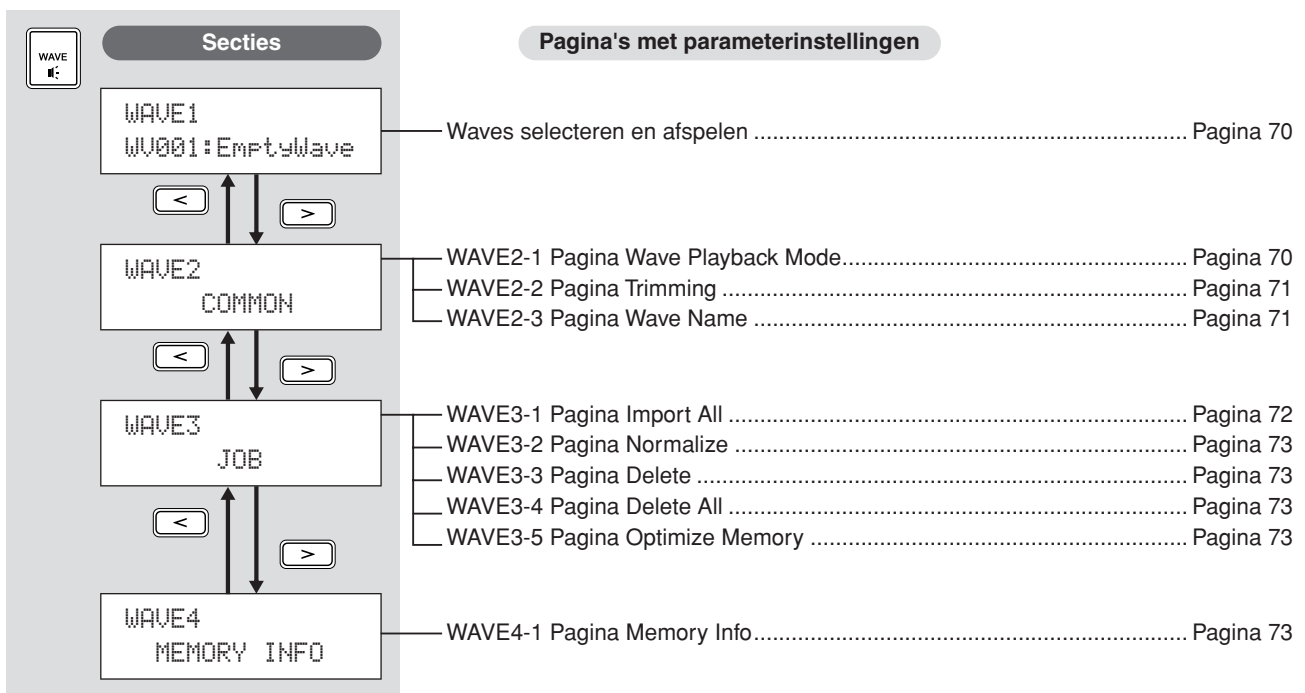 WAVE
Secties
Pagina's met parameterinstellingen
WAVE1
WV001:EmptyWave
Waves selecteren en afspelen ........ Pagina 70
<
>
WAVE2
COMMON
WAVE2-1 Pagina Wave Playback Mode........ Pagina 70
WAVE2-2 Pagina Trimming ........ Pagina 71
WAVE2-3 Pagina Wave Name ........ Pagina 71
<
>
WAVE3
JOB
WAVE3-1 Pagina Import All ........ Pagina 72
WAVE3-2 Pagina Normalize ........ Pagina 73
WAVE3-3 Pagina Delete ........ Pagina 73
WAVE3-4 Pagina Delete All ........ Pagina 73
WAVE3-5 Pagina Optimize Memory ........ Pagina 73
<
>
WAVE4
MEMORY INFO
WAVE4-1 Pagina Memory Info........ Pagina 73